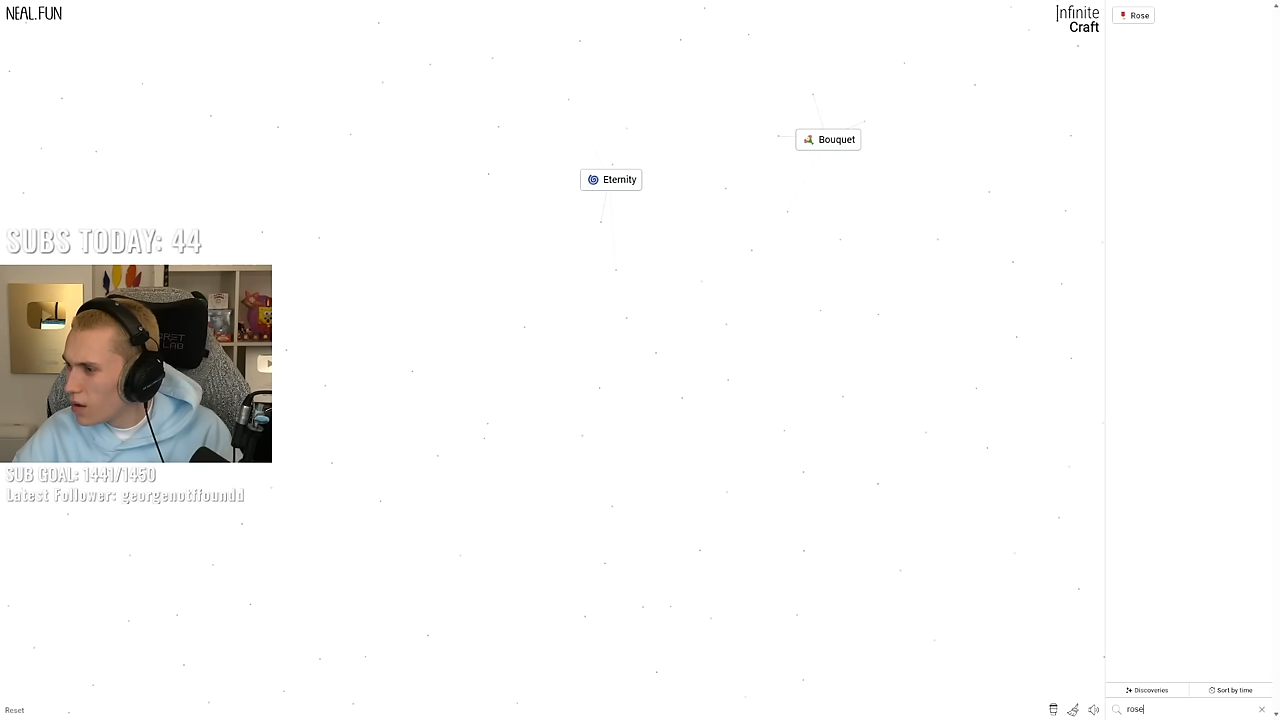 NEAL.FUN
Infinite
Craft
Rose
Bouquet
Eternity
SUBS TODAY: 44
SUB GOAL: 1441/1450
Latest Follower: georgenotffoundd
Discoveries
Sort by time
rose
Reset